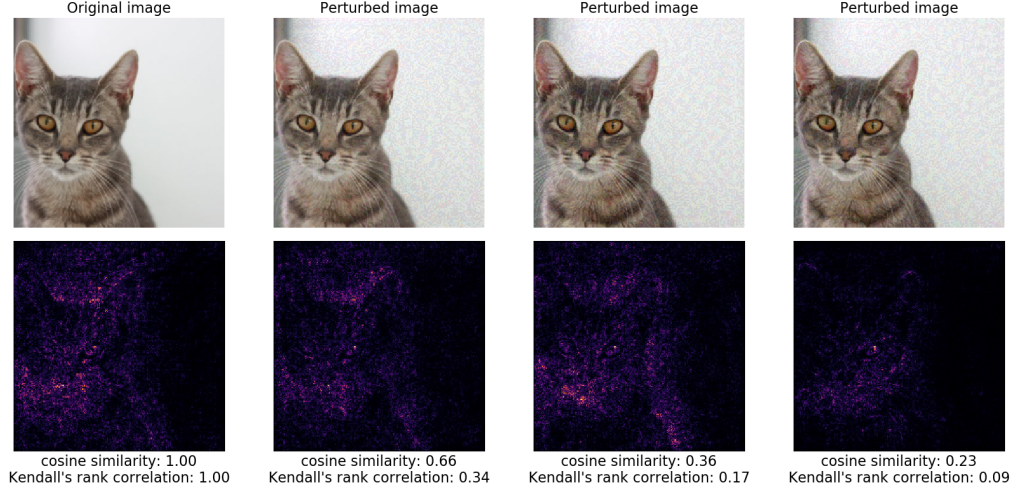 Original image
Perturbed image
Perturbed image
Perturbed image
cosine similarity: 1.00
Kendall's rank correlation: 1.00
cosine similarity: 0.66
Kendall's rank correlation: 0.34
cosine similarity: 0.36
Kendall's rank correlation: 0.17
cosine similarity: 0.23
Kendall's rank correlation: 0.09